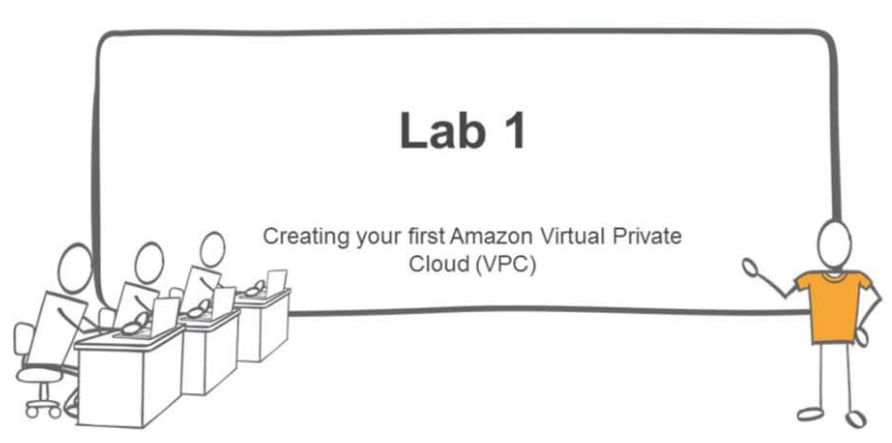 Lab 1
Creating your first Amazon Virtual Private
Cloud (VPC)